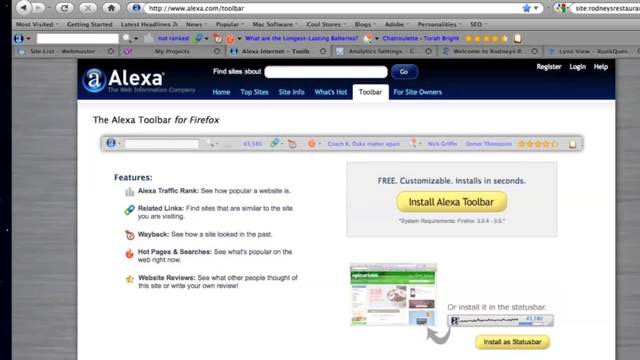 http://www.alexa.com/toolbar
site:rodneysrestaurar
Most Visited
Getting Started
Latest Headlines
News
Popular
Mac Software
Cool Stores
Blogs
Adobe
Personalities
SEO
not ranked
What are the Longest-Lasting Batteries?
Chatroulette · Torah Bright
Site List - Webmaster
My Projects
Alexa Internet - Toolb...
Analytics Settings - G...
Welcome to Rodneys R...
Lynx View - RankQues...
Alexa
The Web Information Company
Find sites about
Go
Register
Login
Help
Home
Top Sites
Site Info
What's Hot
Toolbar
For Site Owners
The Alexa Toolbar for Firefox
#3,580
Coach K, Duke matter again
Nick Griffin
Somer Thompson
Features:
Alexa Traffic Rank: See how popular a website is.
Related Links: Find sites that are similar to the site
you are visiting.
Wayback: See how a site looked in the past.
Hot Pages & Searches: See what's popular on the
web right now.
Website Reviews: See what other people thought of
this site or write your own review!
FREE. Customizable. Installs in seconds.
Install Alexa Toolbar
*System Requirements: Firefox: 3.0.4 - 3.6.*
epicurious
Or install it in the statusbar.
#3,580
Install as Statusbar